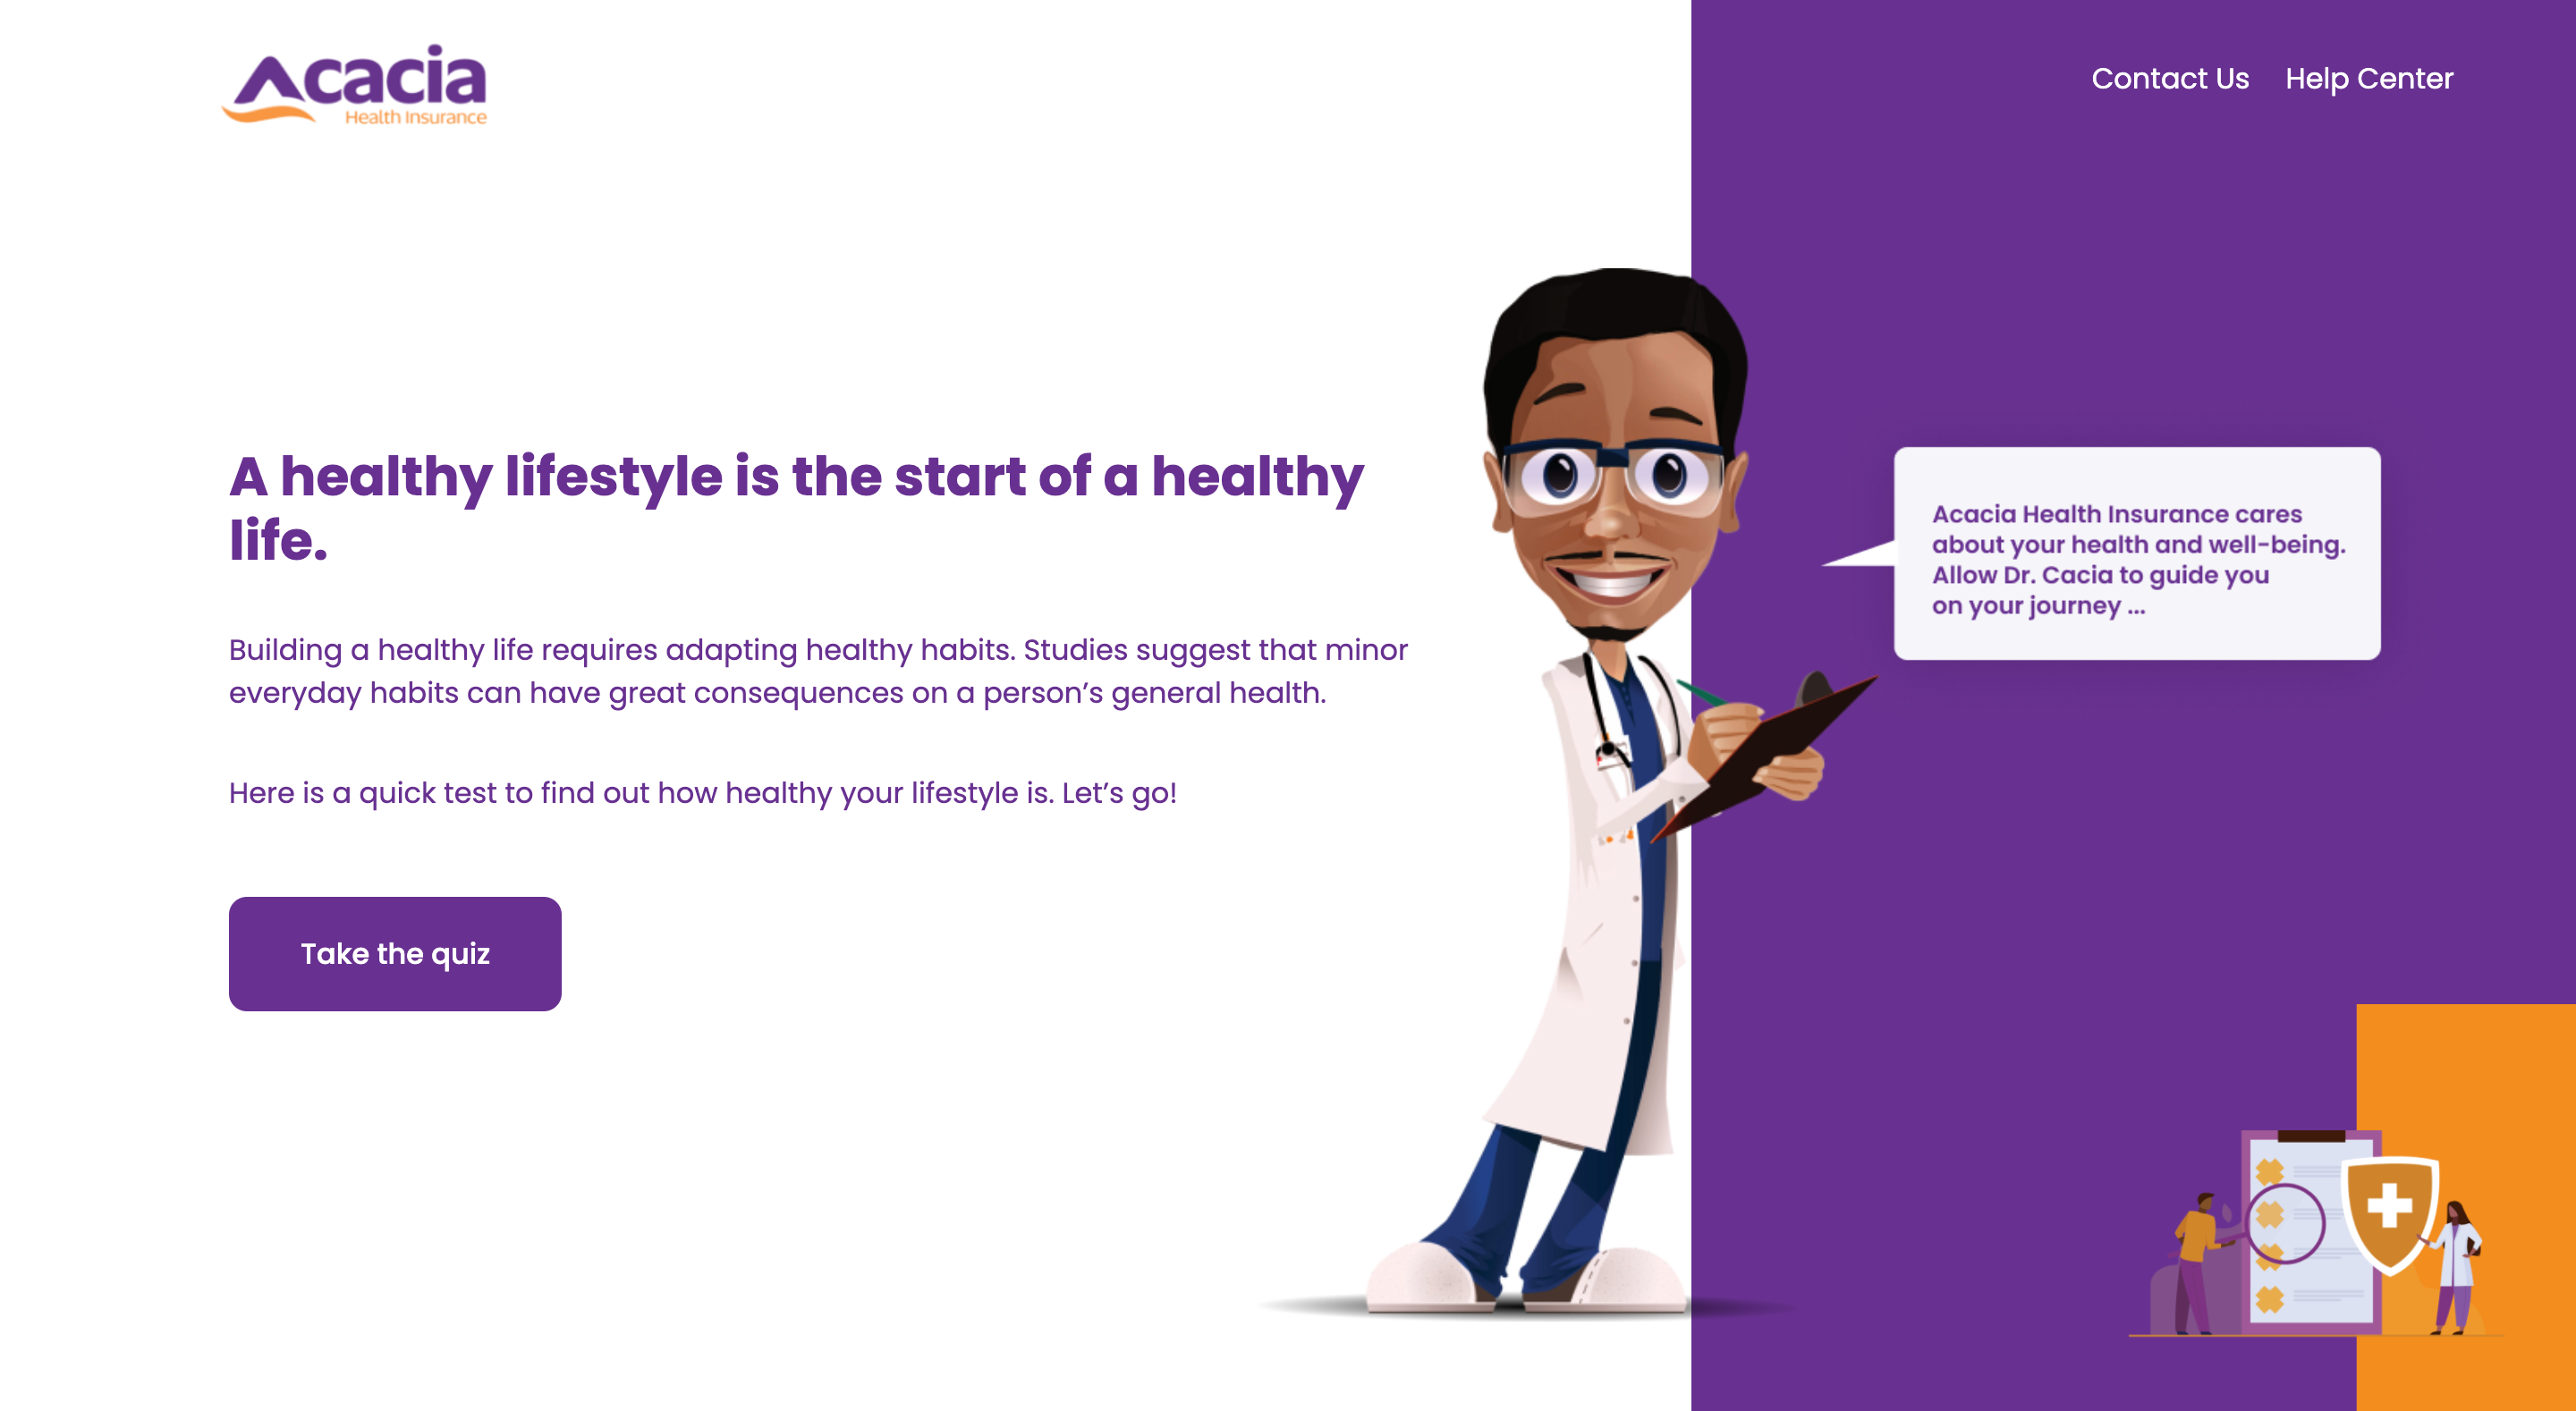 Acacia
Health Insurance
Contact Us
Help Center
A healthy lifestyle is the start of a healthy
life.
Building a healthy life requires adapting healthy habits. Studies suggest that minor
everyday habits can have great consequences on a person’s general health.
Here is a quick test to find out how healthy your lifestyle is. Let’s go!
Take the quiz
Acacia Health Insurance cares
about your health and well-being.
Allow Dr. Cacia to guide you
on your journey ...